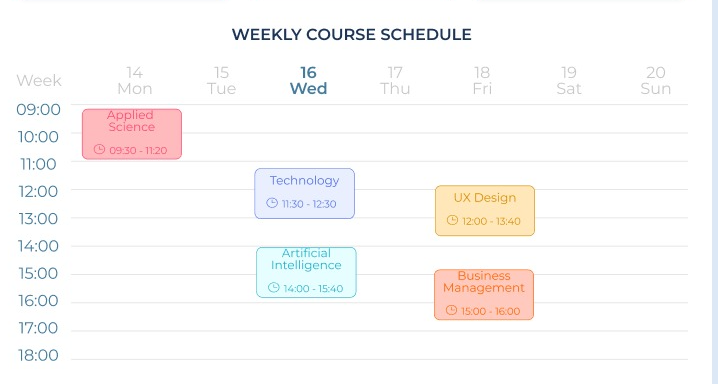 WEEKLY COURSE SCHEDULE
Week
14
Mon
15
Tue
16
Wed
17
Thu
18
Fri
19
Sat
20
Sun
09:00
Applied
Science
09:30 - 11:20
10:00
11:00
Technology
11:30 - 12:30
12:00
UX Design
12:00 - 13:40
13:00
14:00
Artificial
Intelligence
14:00 - 15:40
15:00
Business
Management
15:00 - 16:00
16:00
17:00
18:00